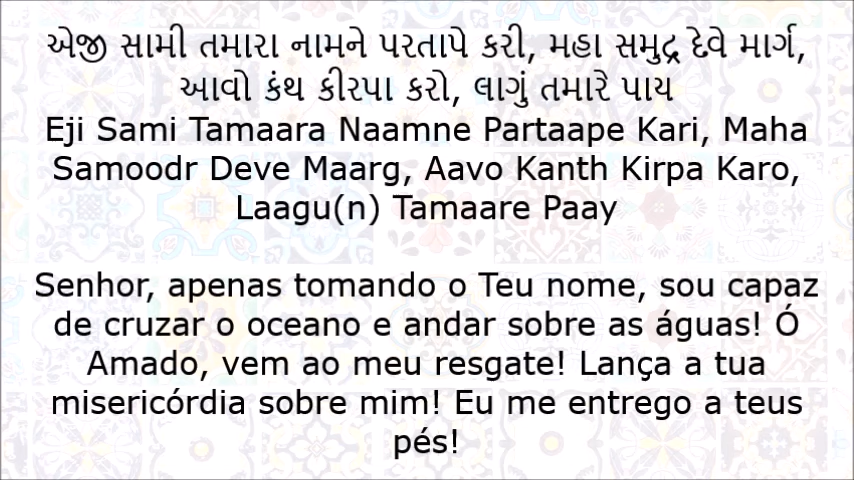 એજી સામી તમારા નામને પરતાપે કરી, મહા સમુદ્ર દેવે માર્ગ,
આવો કંથ કીરપા કરો, લાગું તમારે પાય
Eji Sami Tamaara Naamne Partaape Kari, Maha
Samoodr Deve Maarg, Aavo Kanth Kirpa Karo,
Laagu(n) Tamaare Paay
Senhor, apenas tomando o Teu nome, sou capaz
de cruzar o oceano e andar sobre as águas! Ó
Amado, vem ao meu resgate! Lança a tua
misericórdia sobre mim! Eu me entrego a teus
pés!